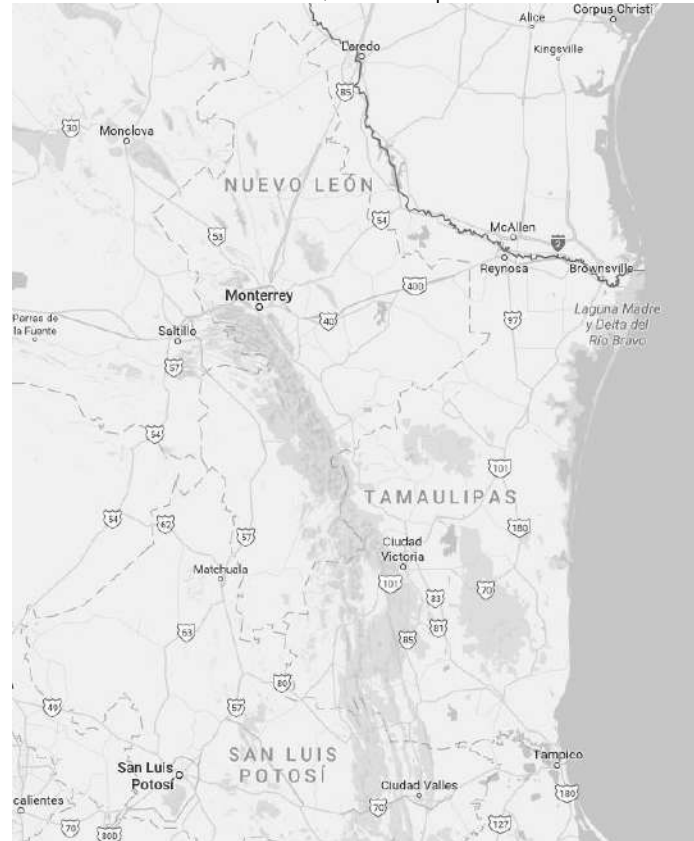 Corpus Christi
Alice
Laredo
Kingsville
85
30
Monclova
NUEVO LEÓN
54
53
McAllen
2
Reynosa
Brownsville
400
Monterrey
40
97
Laguna Madre
y Delta del
Río Bravo
Parras de
la Fuente
Saltillo
57
54
101
TAMAULIPAS
54
62
57
180
Ciudad
Victoria
Matehuala
101
83
70
63
85
81
80
49
57
SAN LUIS
POTOSÍ
Tampico
San Luis
Potosí
calientes
Ciudad Valles
70
180
70
800
127